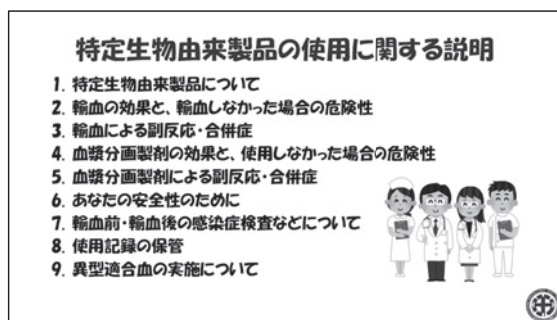 特定生物由来製品の使用に関する説明
1. 特定生物由来製品について
2. 輸血の効果と、輸血しなかった場合の危険性
3. 輸血による副反応・合併症
4. 血漿分画製剤の効果と、使用しなかった場合の危険性
5. 血漿分画製剤による副反応・合併症
6. あなたの安全性のために
7. 輸血前・輸血後の感染症検査などについて
8. 使用記録の保管
9. 異型適合血の実施について